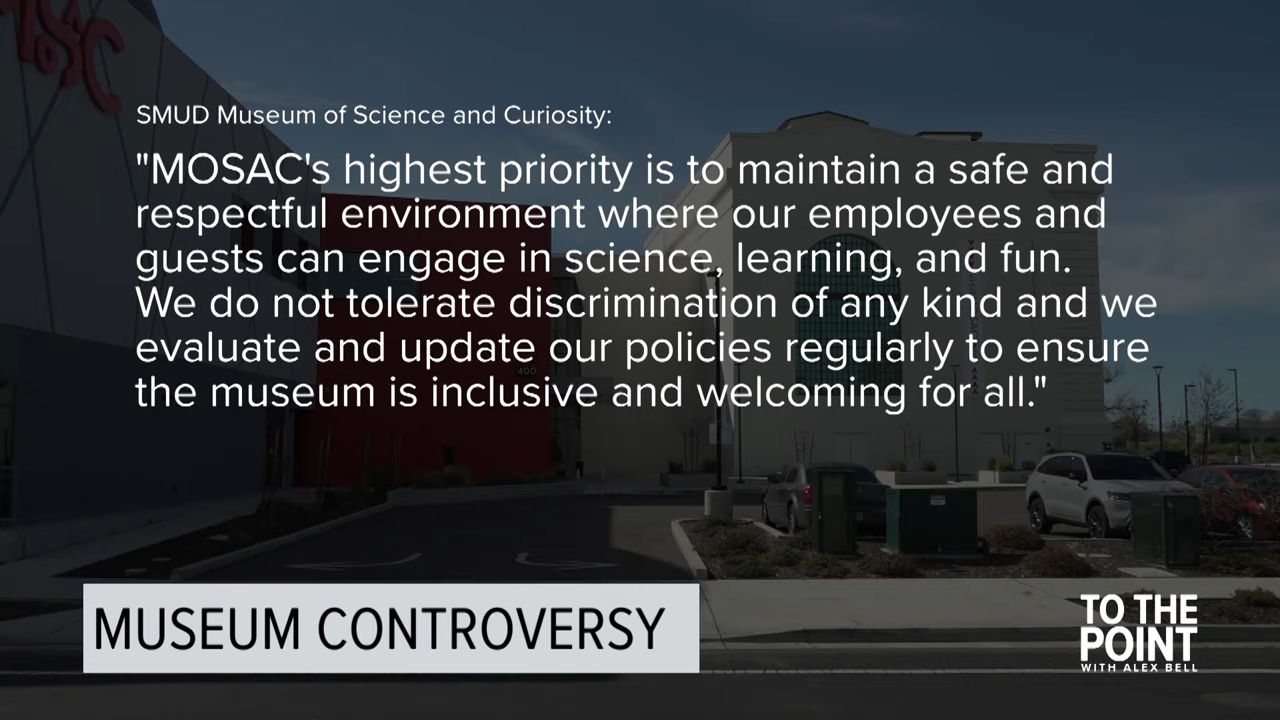 MOSAC
SMUD Museum of Science and Curiosity:
"MOSAC's highest priority is to maintain a safe and
respectful environment where our employees and
guests can engage in science, learning, and fun.
We do not tolerate discrimination of any kind and we
evaluate and update our policies regularly to ensure
the museum is inclusive and welcoming for all."
400
MUSEUM CONTROVERSY
TO THE
POINT
WITH ALEX BELL